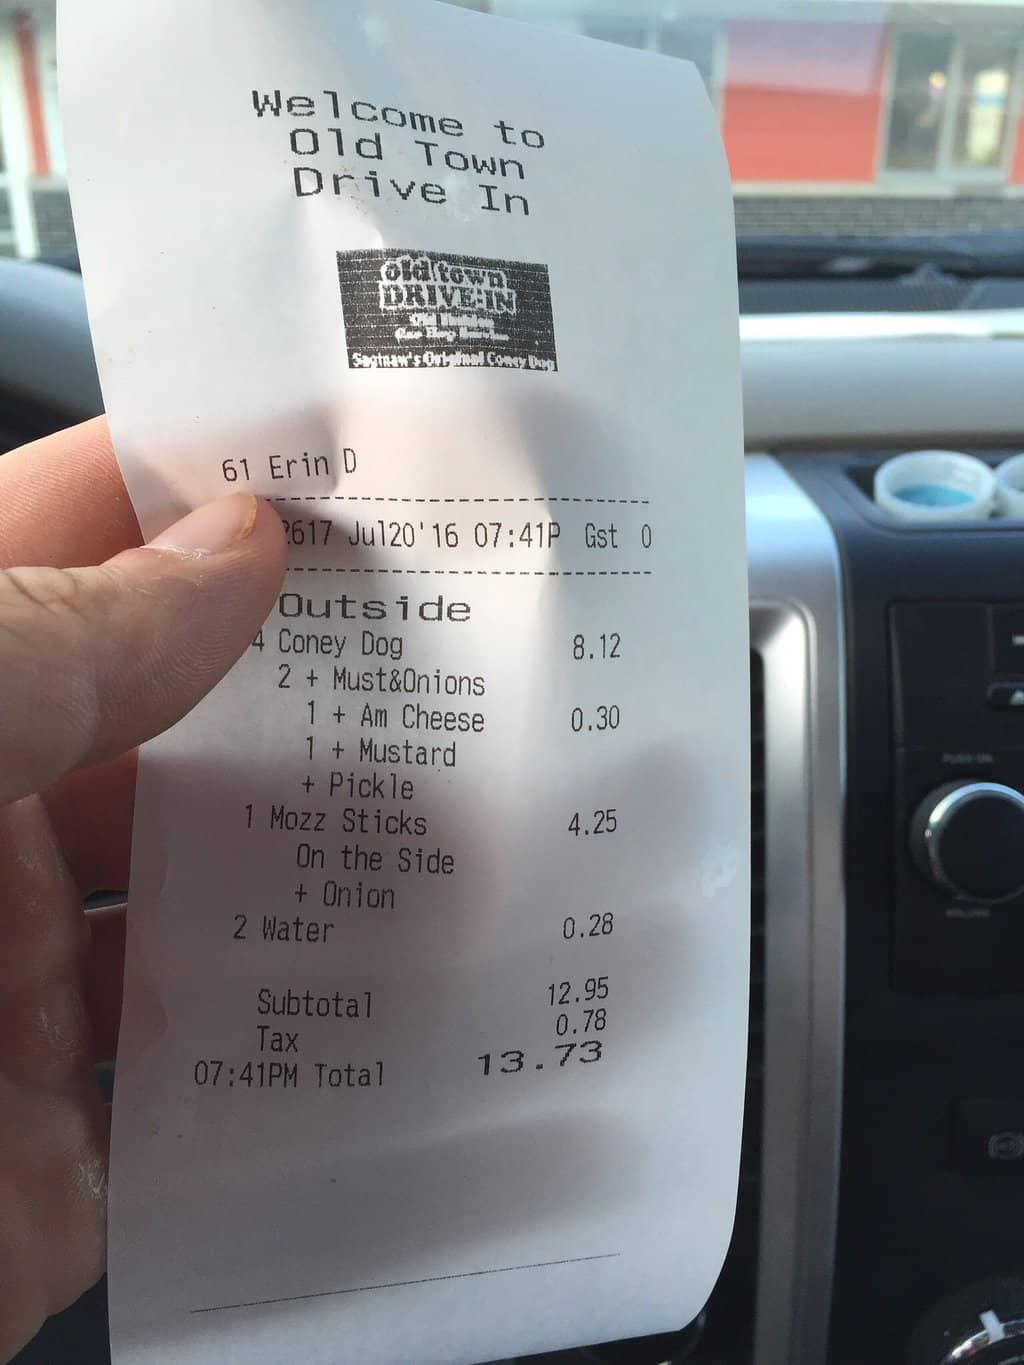 Welcome to
Old Town
Drive In
old town
DRIVE-IN
Saginaw's Original Coney Dog
61 Erin D
2617 Jul20'16 07:41P Gst 0
Outside
4 Coney Dog 8.12
2 + Must&Onions
1 + Am Cheese 0.30
1 + Mustard
+ Pickle
1 Mozz Sticks 4.25
On the Side
+ Onion
2 Water 0.28
Subtotal 12.95
Tax 0.78
07:41PM Total 13.73